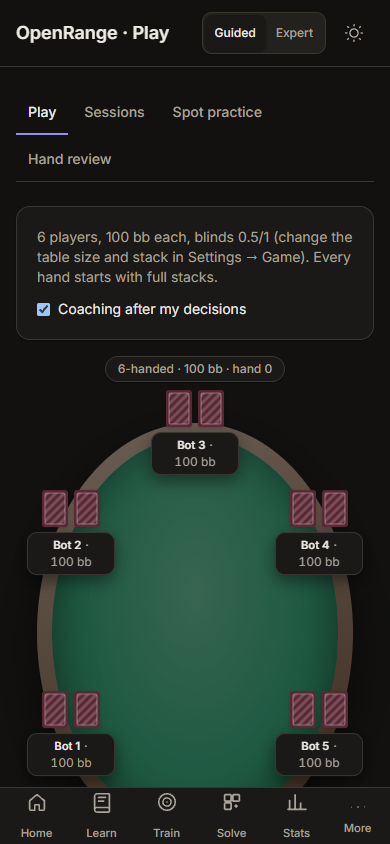 OpenRange · Play
Guided
Expert
Play
Sessions
Spot practice
Hand review
6 players, 100 bb each, blinds 0.5/1 (change the
table size and stack in Settings → Game). Every
hand starts with full stacks.
Coaching after my decisions
6-handed · 100 bb · hand 0
Bot 3 ·
100 bb
Bot 2 ·
100 bb
Bot 4 ·
100 bb
Bot 1 ·
100 bb
Bot 5 ·
100 bb
Home
Learn
Train
Solve
Stats
More